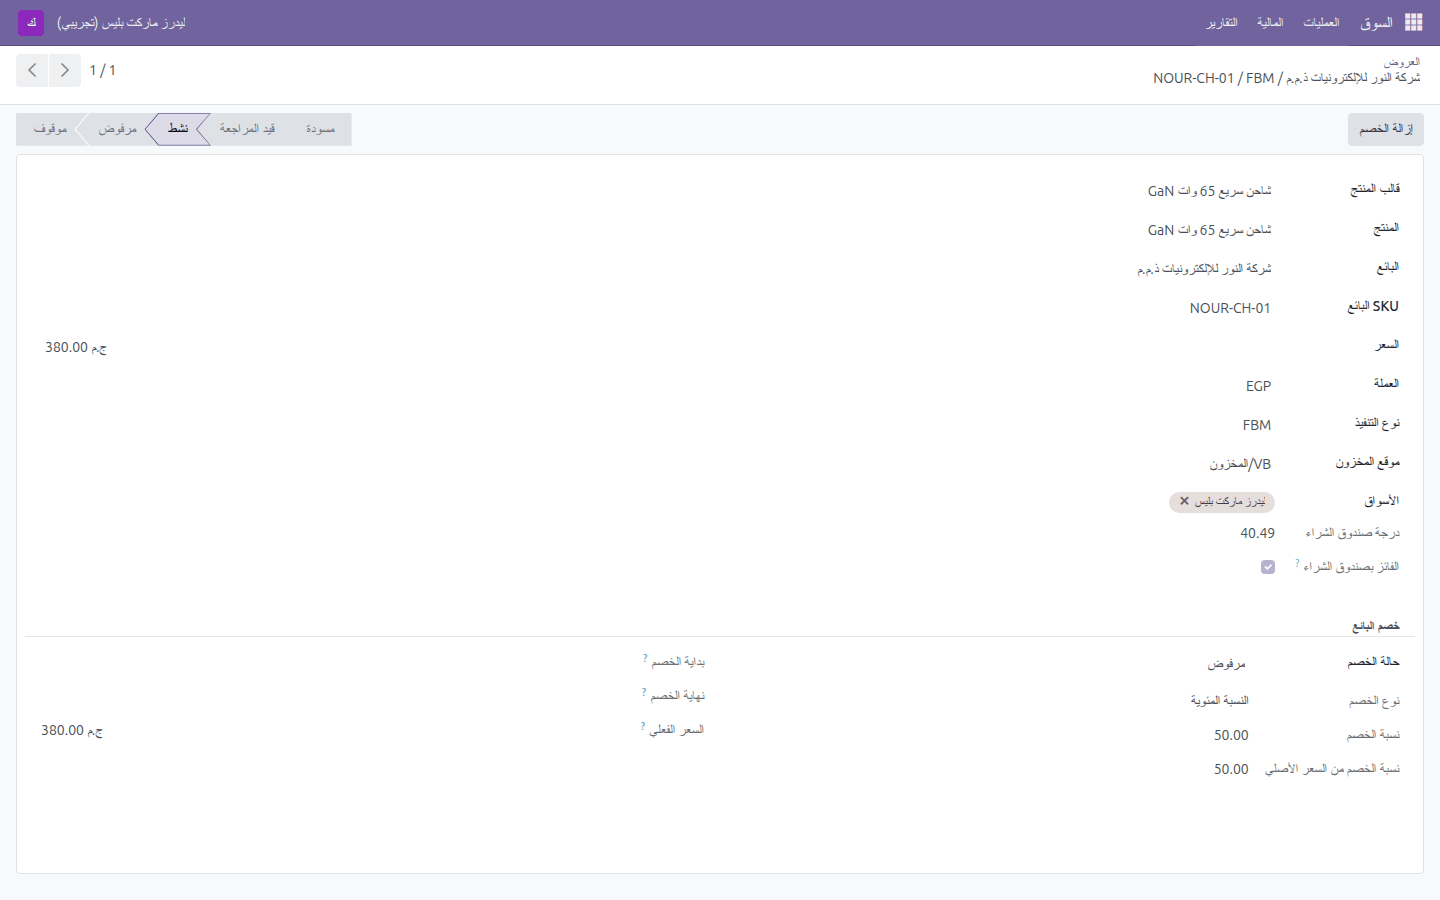 السوق العمليات المالية التقارير
ليدرز ماركت بليس (تجريبي) ك
العروض
شركة النور للإلكترونيات ذ.م.م / NOUR-CH-01 / FBM
1 / 1
إزالة الخصم
مسودة قيد المراجعة نشط مرفوض موقوف
قالب المنتج شاحن سريع 65 وات GaN
المنتج شاحن سريع 65 وات GaN
البائع شركة النور للإلكترونيات ذ.م.م
SKU البائع NOUR-CH-01
السعر 380.00 ج.م
العملة EGP
نوع التنفيذ FBM
موقع المخزون VB/المخزون
الأسواق ليدرز ماركت بليس ✕
درجة صندوق الشراء 40.49
الفائز بصندوق الشراء ?
خصم البائع
حالة الخصم مرفوض
نوع الخصم النسبة المئوية
نسبة الخصم 50.00
نسبة الخصم من السعر الأصلي 50.00
بداية الخصم ?
نهاية الخصم ?
السعر الفعلي ? 380.00 ج.م